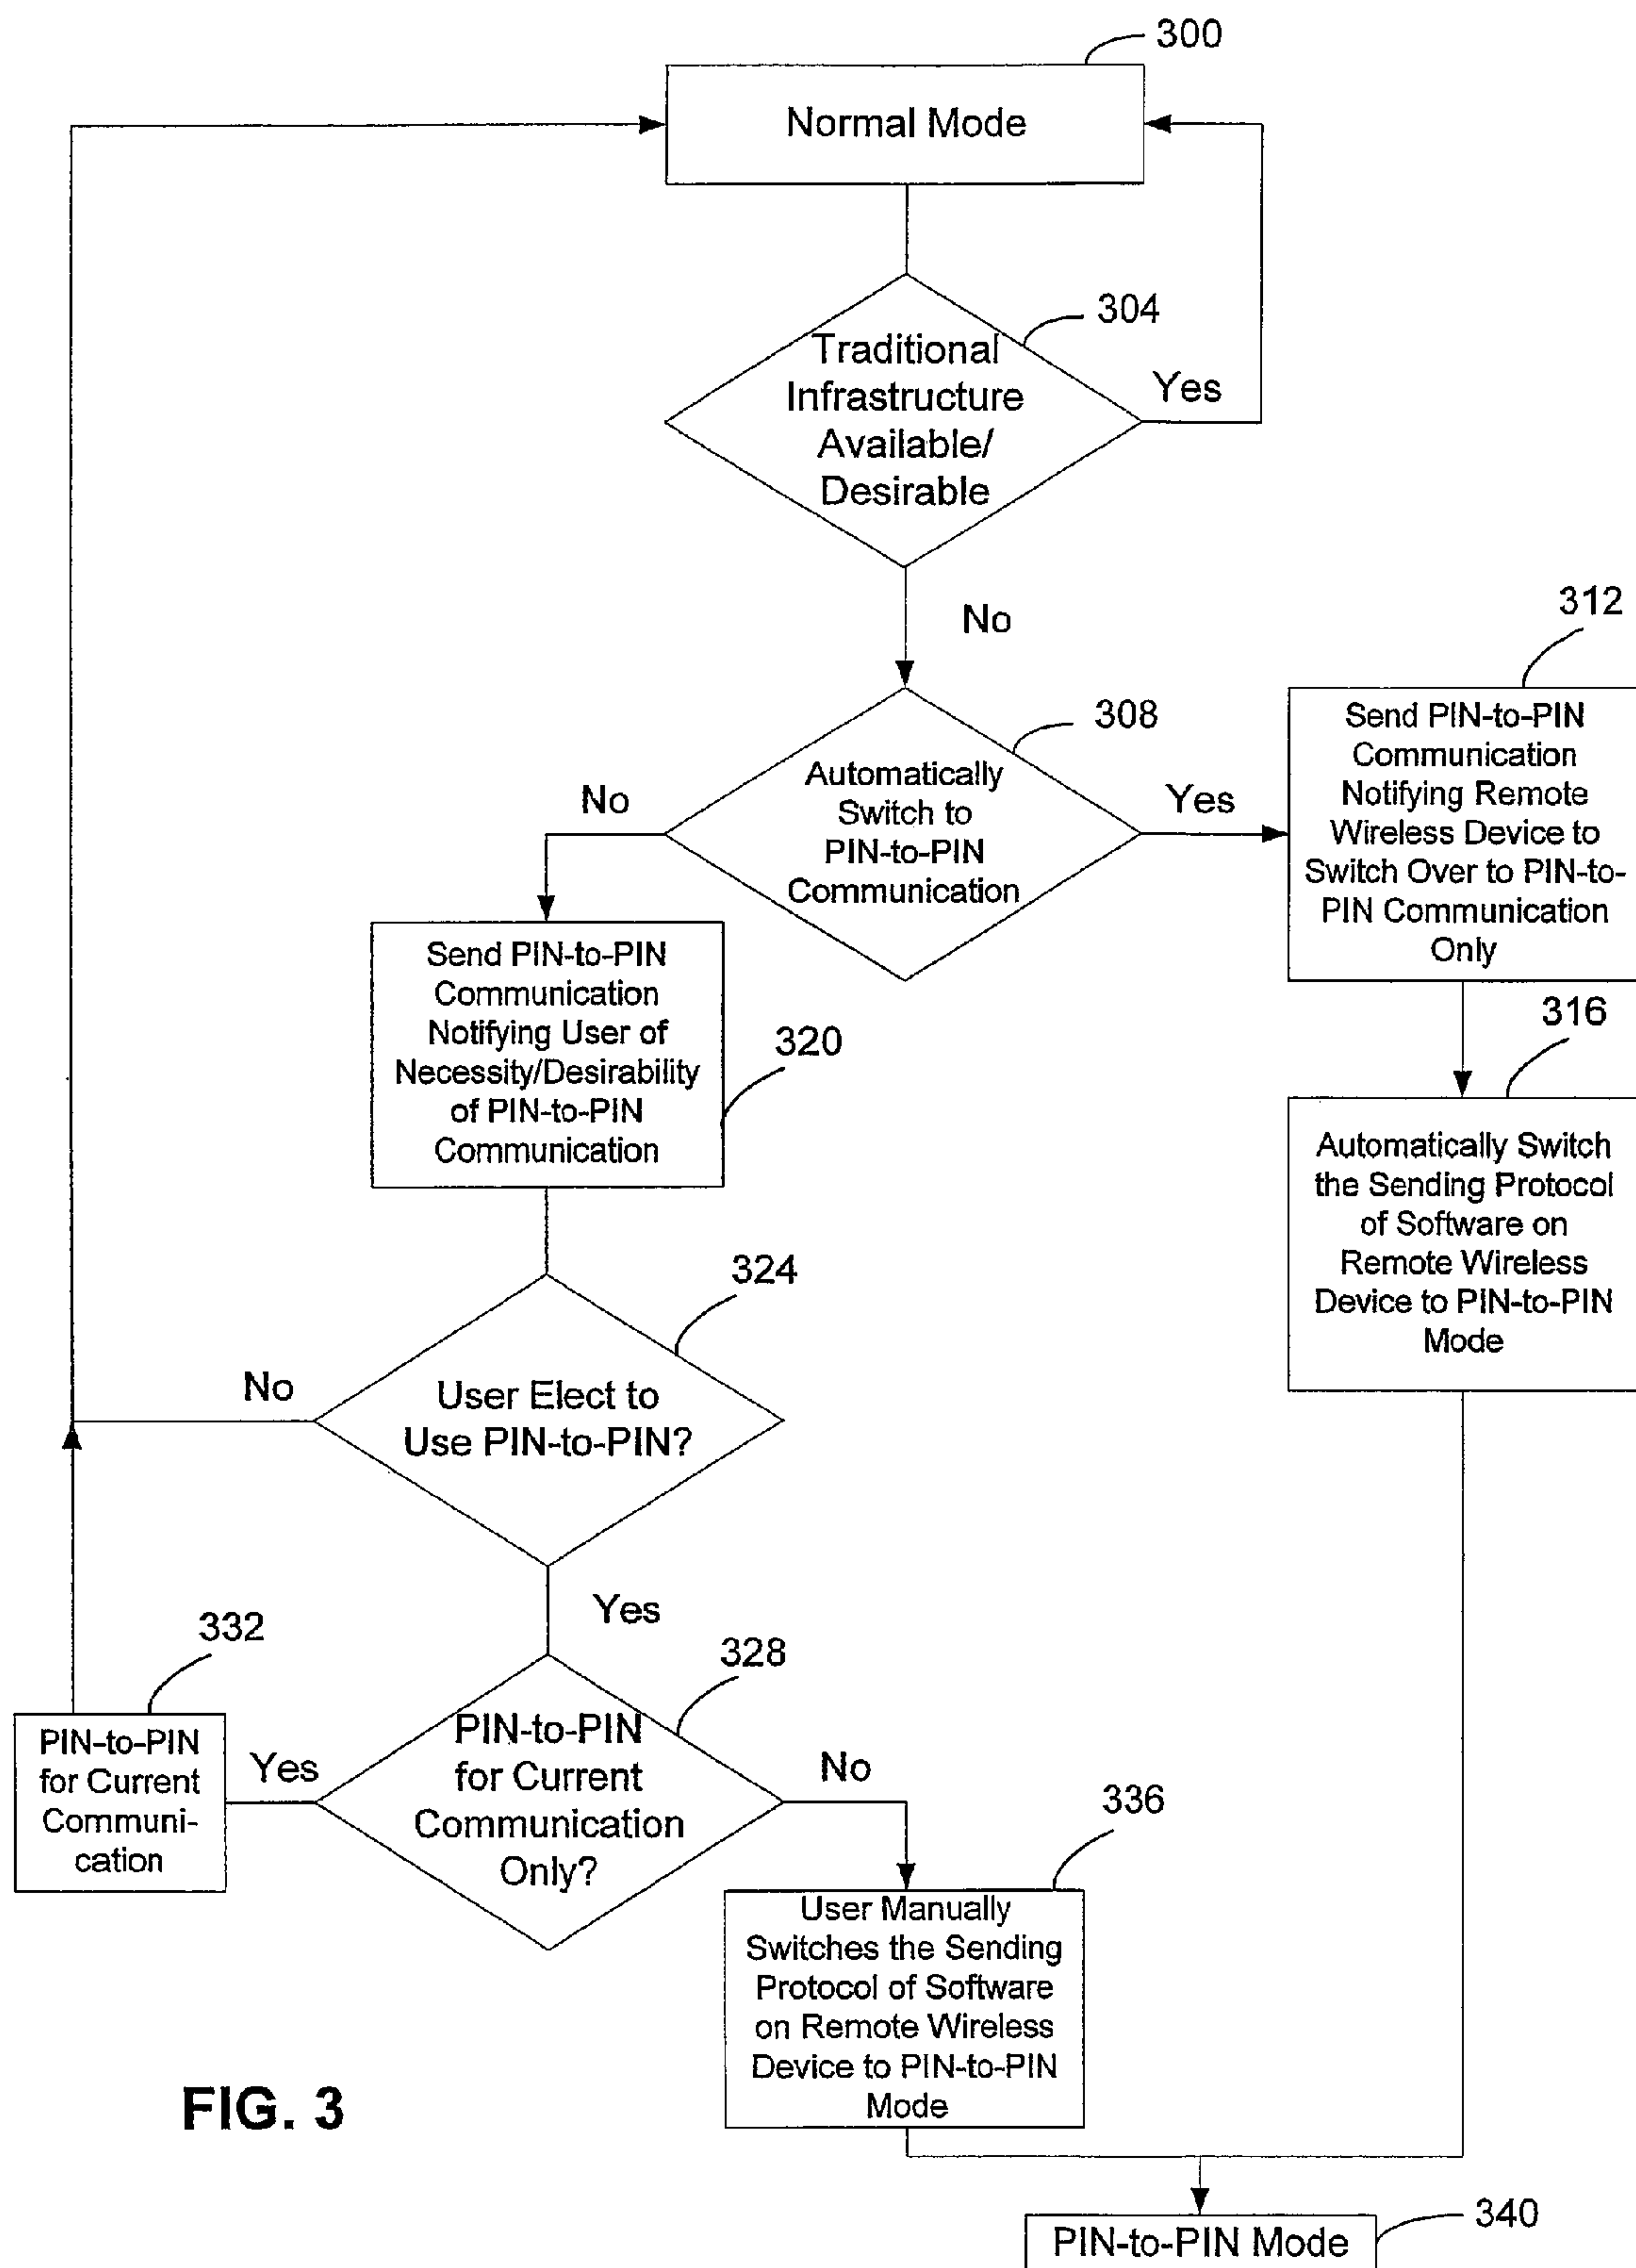 300
Normal Mode
304
Traditional
Infrastructure
Available/
Desirable
Yes
No
312
308
Automatically
Switch to
PIN-to-PIN
Communication
No
Yes
Send PIN-to-PIN
Communication
Notifying Remote
Wireless Device to
Switch Over to PIN-to-
PIN Communication
Only
Send PIN-to-PIN
Communication
Notifying User of
Necessity/Desirability
of PIN-to-PIN
Communication
320
316
Automatically Switch
the Sending Protocol
of Software on
Remote Wireless
Device to PIN-to-PIN
Mode
324
User Elect to
Use PIN-to-PIN?
No
Yes
332
328
PIN-to-PIN
for Current
Communi-
cation
Yes
PIN-to-PIN
for Current
Communication
Only?
No
336
User Manually
Switches the Sending
Protocol of Software
on Remote Wireless
Device to PIN-to-PIN
Mode
FIG. 3
340
PIN-to-PIN Mode